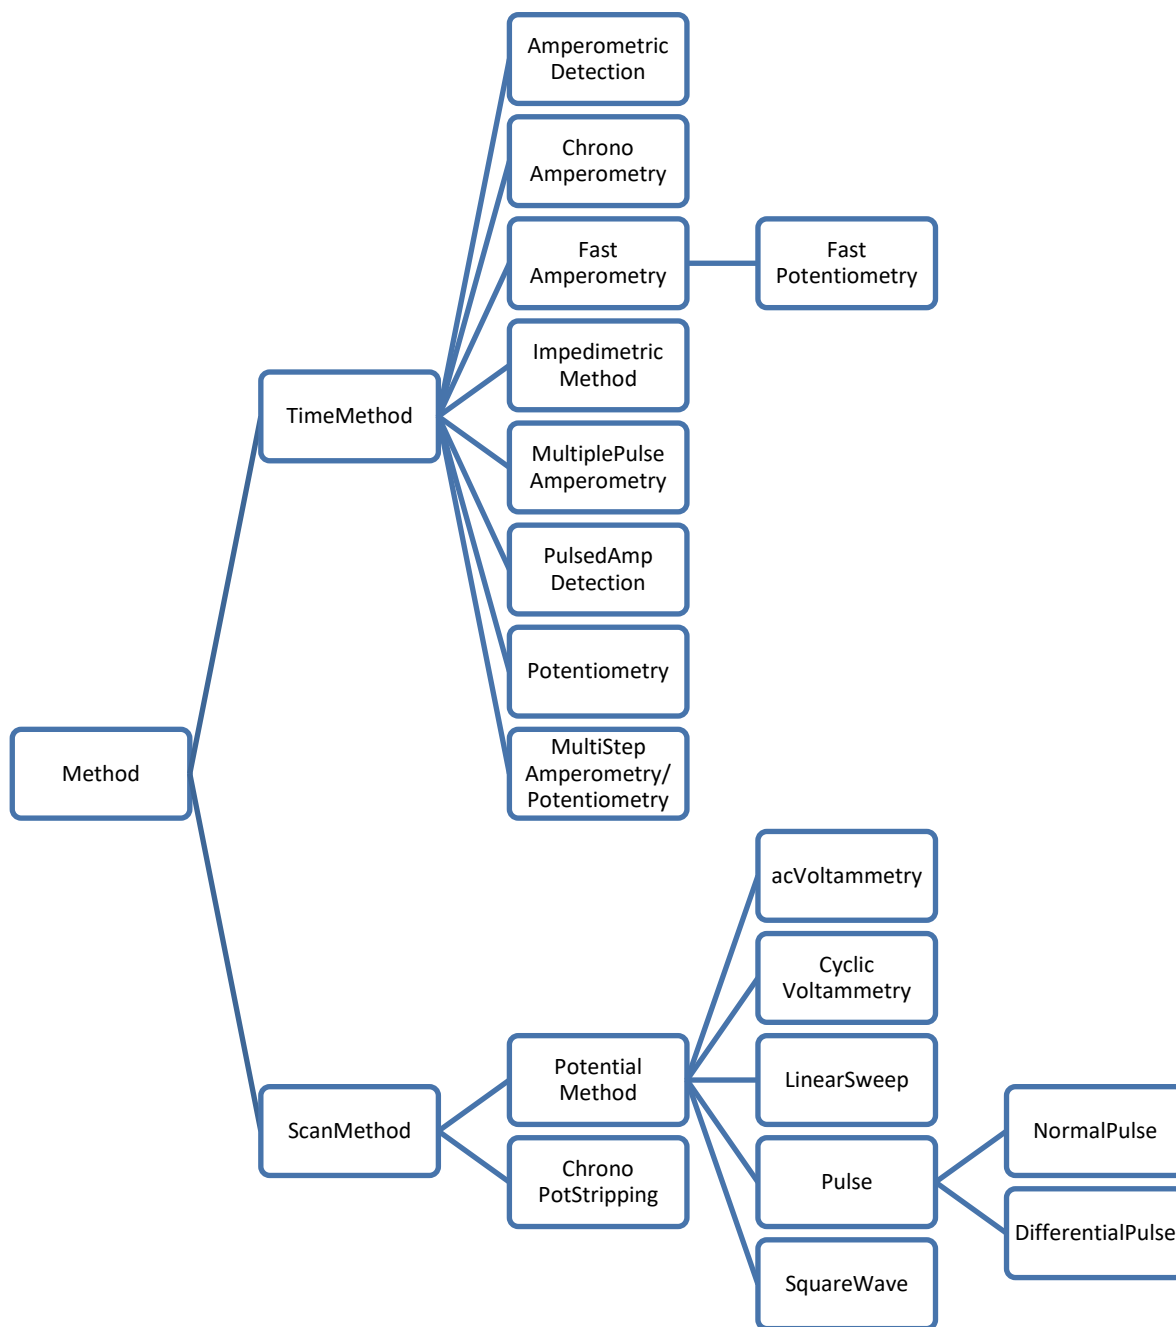 Amperometric
Detection
Chrono
Amperometry
Fast
Amperometry
Fast
Potentiometry
Impedimetric
Method
TimeMethod
MultiplePulse
Amperometry
PulsedAmp
Detection
Potentiometry
Method
MultiStep
Amperometry/
Potentiometry
acVoltammetry
Cyclic
Voltammetry
Potential
Method
LinearSweep
ScanMethod
NormalPulse
Chrono
PotStripping
Pulse
DifferentialPulse
SquareWave